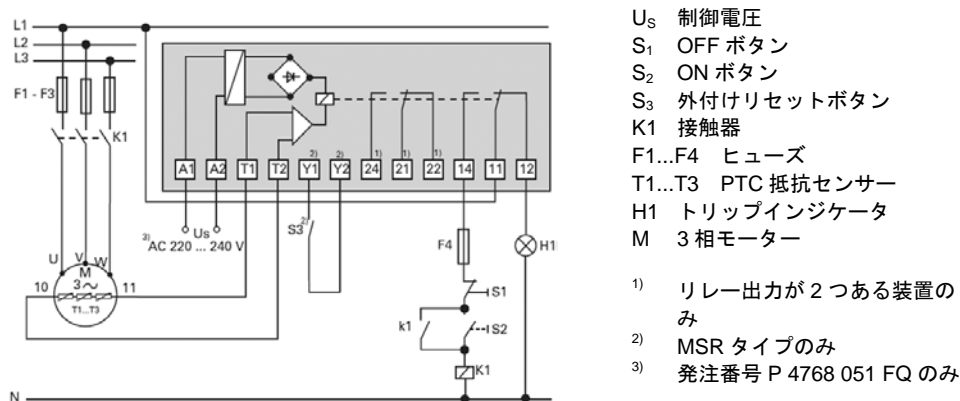 L1
L2
L3
F1 - F3
K1
A1 A2 T1 T2 Y1 Y2 24 21 22 14 11 12
2) 2) 1) 1) 1)
Us
3)AC 220 ... 240 V
S3 2)
F4
H1
U V W
M
3~
10 11
T1...T3
S1
k1
S2
K1
N
US 制御電圧
S1 OFF ボタン
S2 ON ボタン
S3 外付けリセットボタン
K1 接触器
F1...F4 ヒューズ
T1...T3 PTC 抵抗センサー
H1 トリップインジケータ
M 3 相モーター
1) リレー出力が 2 つある装置の
み
2) MSR タイプのみ
3) 発注番号 P 4768 051 FQ のみ